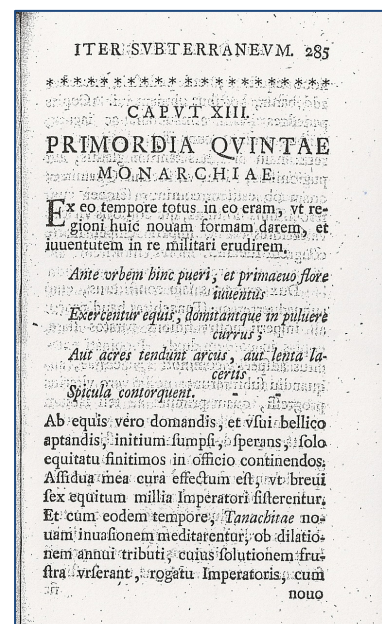 ITER SVBTERRANEVM. 285
* * * * * * * * * * * * * * * * * * * * * *
CAPVT XIII.
PRIMORDIA QVINTAE
MONARCHIAE.
Ex eo tempore totus in eo eram, vt re-
gioni huic nouam formam darem, et
iuuentutem in re militari erudirem.
Ante vrbem hinc pueri, et primaeuo flore
iuuentus
Exercentur equis, domitantque in puluere
currus;
Aut acres tendunt arcus, aut lenta la-
certis
Spicula contorquent. - -
Ab equis vero domandis, et vſui bellico
aptandis, initium ſumpſi, ſperans, ſolo
equitatu finitimos in officio continendos.
Aſſidua mea cura effectum eſt, vt breui
ſex equitum millia Imperatori ſiſterentur.
Et cum eodem tempore, Tanachitae no-
uam inuaſionem meditarentur, ob dilatio-
nem annui tributi, cuius ſolutionem fru-
ſtra vrſerant, rogatu Imperatoris, cum
nouo